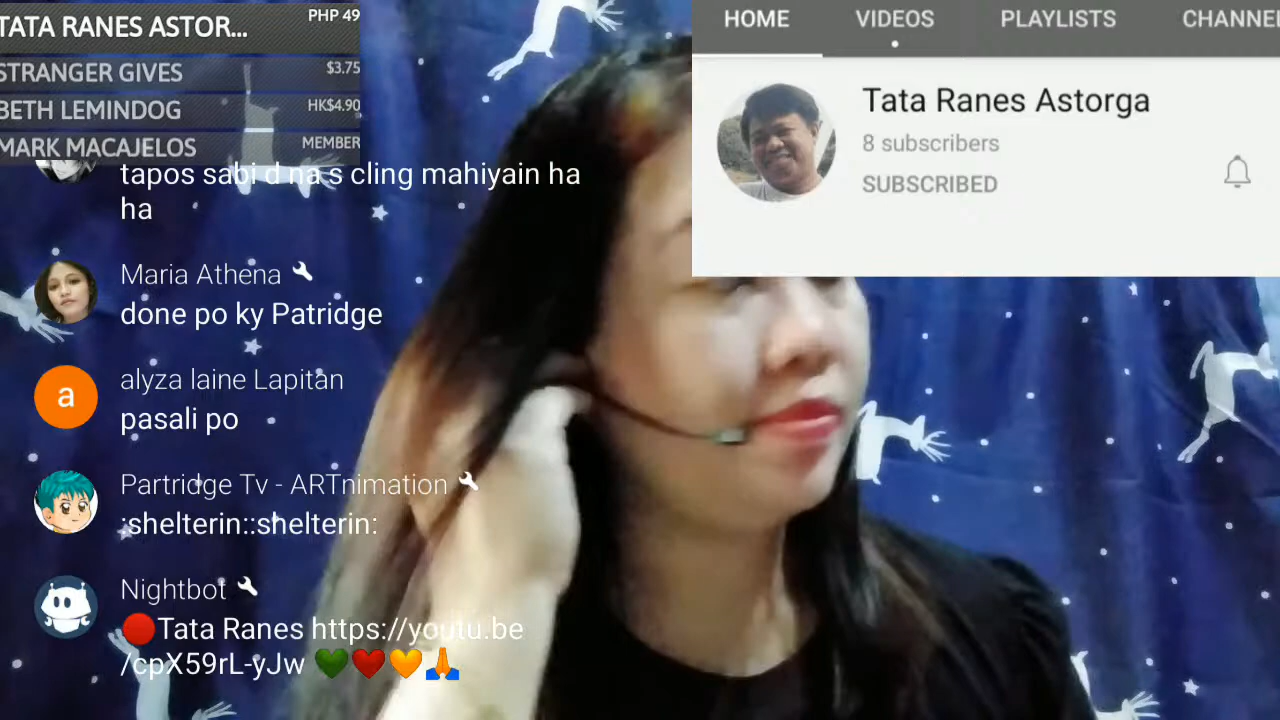 TATA RANES ASTOR... PHP 49
STRANGER GIVES $3.75
BETH LEMINDOG HK$4.90
MARK MACAJELOS MEMBER
tapos sabi d na s cling mahiyain ha
ha
Maria Athena
done po ky Patridge
a
alyza laine Lapitan
pasali po
Partridge Tv - ARTnimation
:shelterin::shelterin:
Nightbot
🔴Tata Ranes https://youtu.be
/cpX59rL-yJw 💚❤️🧡🙏
HOME VIDEOS PLAYLISTS CHANNE
Tata Ranes Astorga
8 subscribers
SUBSCRIBED